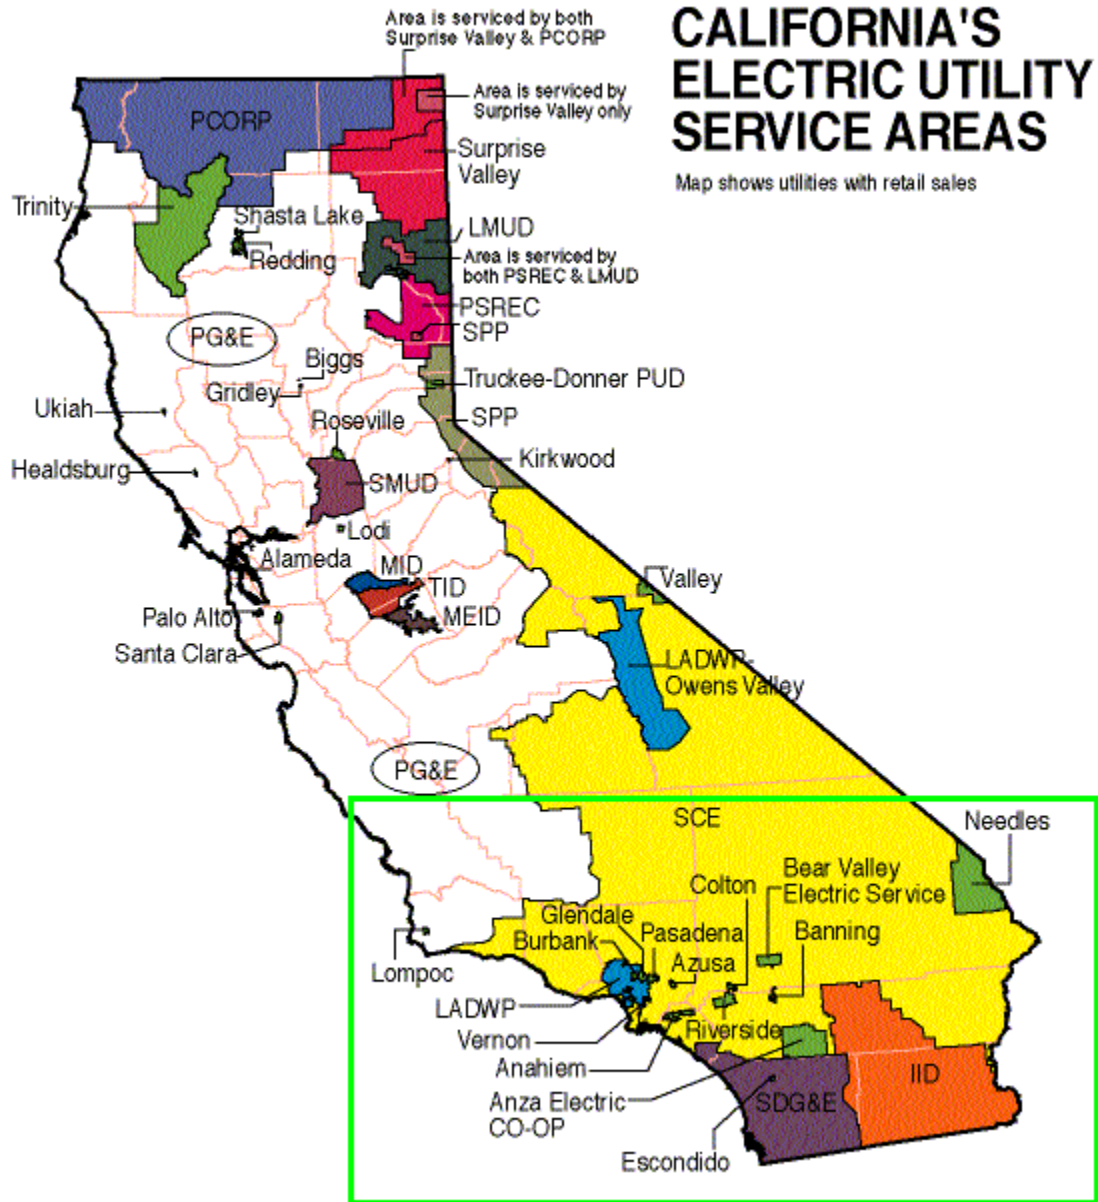 Area is serviced by both
Surprise Valley & PCORP
CALIFORNIA'S
ELECTRIC UTILITY
SERVICE AREAS
Map shows utilities with retail sales
Area is serviced by
Surprise Valley only
PCORP
Surprise
Valley
Trinity
Shasta Lake
Redding
LMUD
Area is serviced by
both PSREC & LMUD
PSREC
SPP
PG&E
Biggs
Gridley
Truckee-Donner PUD
Ukiah
Roseville
SPP
Healdsburg
Kirkwood
SMUD
Lodi
Alameda
MID
TID
Valley
Palo Alto
MEID
Santa Clara
LADWP-
Owens Valley
PG&E
SCE
Needles
Bear Valley
Electric Service
Colton
Glendale
Burbank
Pasadena
Banning
Azusa
Lompoc
LADWP
Riverside
Vernon
Anahiem
IID
Anza Electric
CO-OP
SDG&E
Escondido